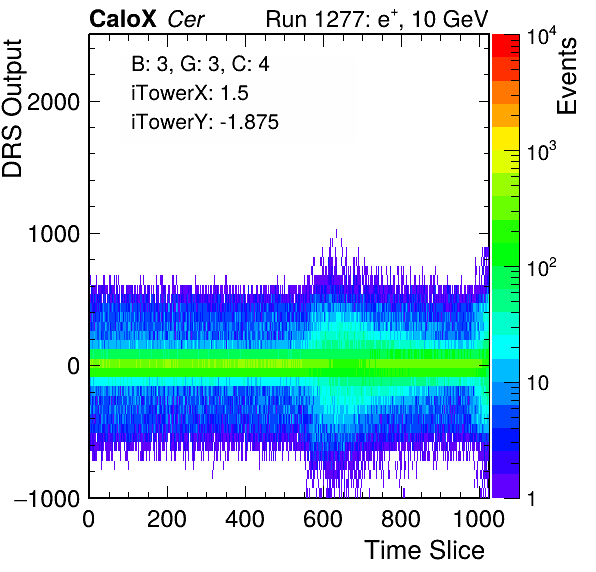 CaloX Cer Run 1277: e⁺, 10 GeV
B: 3, G: 3, C: 4
iTowerX: 1.5
iTowerY: -1.875
DRS Output
2000
1000
0
−1000
0 200 400 600 800 1000
Time Slice
10⁴
10³
10²
10
1
Events